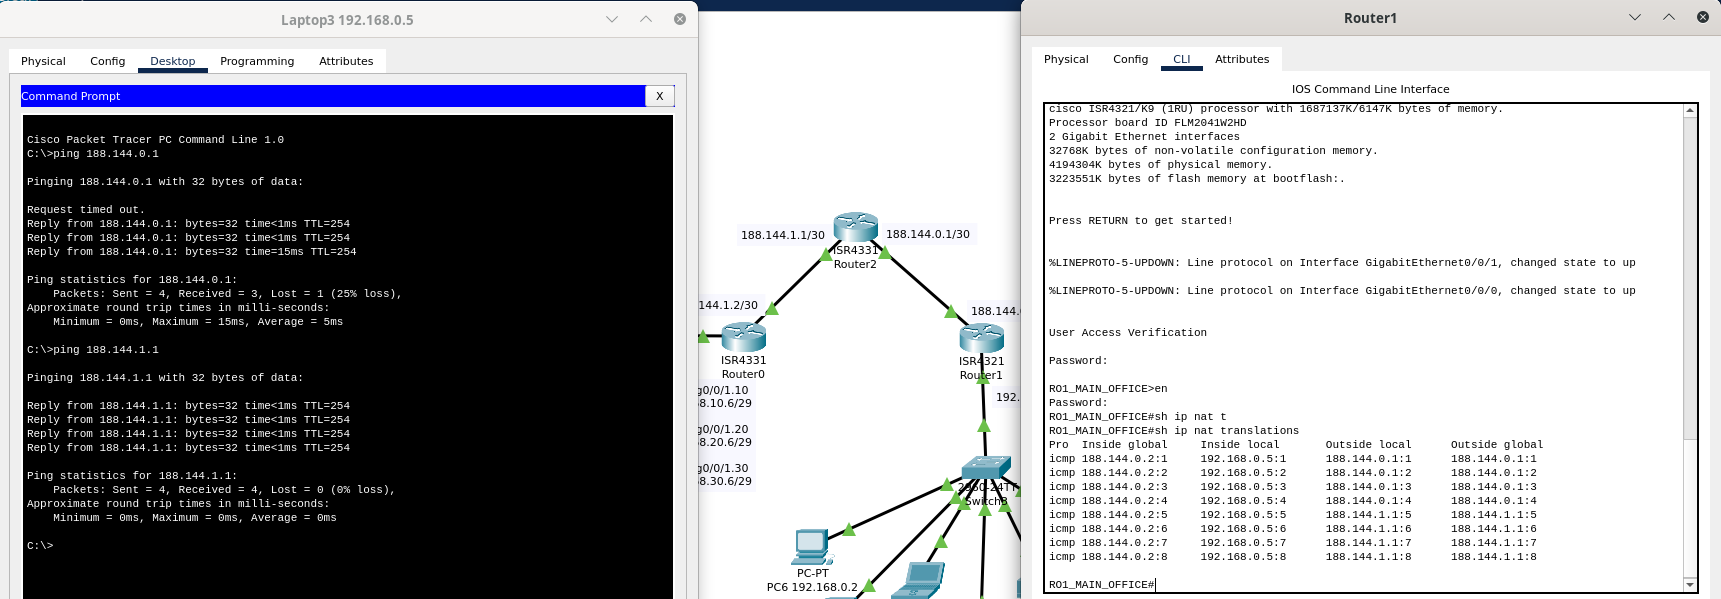 Laptop3 192.168.0.5
Physical Config Desktop Programming Attributes
Command Prompt
X
Cisco Packet Tracer PC Command Line 1.0
C:\>ping 188.144.0.1
Pinging 188.144.0.1 with 32 bytes of data:
Request timed out.
Reply from 188.144.0.1: bytes=32 time<1ms TTL=254
Reply from 188.144.0.1: bytes=32 time<1ms TTL=254
Reply from 188.144.0.1: bytes=32 time=15ms TTL=254
Ping statistics for 188.144.0.1:
Packets: Sent = 4, Received = 3, Lost = 1 (25% loss),
Approximate round trip times in milli-seconds:
Minimum = 0ms, Maximum = 15ms, Average = 5ms
C:\>ping 188.144.1.1
Pinging 188.144.1.1 with 32 bytes of data:
Reply from 188.144.1.1: bytes=32 time<1ms TTL=254
Reply from 188.144.1.1: bytes=32 time<1ms TTL=254
Reply from 188.144.1.1: bytes=32 time<1ms TTL=254
Reply from 188.144.1.1: bytes=32 time<1ms TTL=254
Ping statistics for 188.144.1.1:
Packets: Sent = 4, Received = 4, Lost = 0 (0% loss),
Approximate round trip times in milli-seconds:
Minimum = 0ms, Maximum = 0ms, Average = 0ms
C:\>
188.144.1.1/30
188.144.0.1/30
ISR4331
Router2
144.1.2/30
188.144.
ISR4331
Router0
ISR4321
Router1
g0/0/1.10
8.10.6/29
g0/0/1.20
8.20.6/29
g0/0/1.30
8.30.6/29
192.
2960-24TT
Switch3
PC-PT
PC6 192.168.0.2
Router1
Physical Config CLI Attributes
IOS Command Line Interface
cisco ISR4321/K9 (1RU) processor with 1687137K/6147K bytes of memory.
Processor board ID FLM2041W2HD
2 Gigabit Ethernet interfaces
32768K bytes of non-volatile configuration memory.
4194304K bytes of physical memory.
3223551K bytes of flash memory at bootflash:.
Press RETURN to get started!
%LINEPROTO-5-UPDOWN: Line protocol on Interface GigabitEthernet0/0/1, changed state to up
%LINEPROTO-5-UPDOWN: Line protocol on Interface GigabitEthernet0/0/0, changed state to up
User Access Verification
Password:
RO1_MAIN_OFFICE>en
Password:
RO1_MAIN_OFFICE#sh ip nat t
RO1_MAIN_OFFICE#sh ip nat translations
Pro Inside global Inside local Outside local Outside global
icmp 188.144.0.2:1 192.168.0.5:1 188.144.0.1:1 188.144.0.1:1
icmp 188.144.0.2:2 192.168.0.5:2 188.144.0.1:2 188.144.0.1:2
icmp 188.144.0.2:3 192.168.0.5:3 188.144.0.1:3 188.144.0.1:3
icmp 188.144.0.2:4 192.168.0.5:4 188.144.0.1:4 188.144.0.1:4
icmp 188.144.0.2:5 192.168.0.5:5 188.144.1.1:5 188.144.1.1:5
icmp 188.144.0.2:6 192.168.0.5:6 188.144.1.1:6 188.144.1.1:6
icmp 188.144.0.2:7 192.168.0.5:7 188.144.1.1:7 188.144.1.1:7
icmp 188.144.0.2:8 192.168.0.5:8 188.144.1.1:8 188.144.1.1:8
RO1_MAIN_OFFICE#